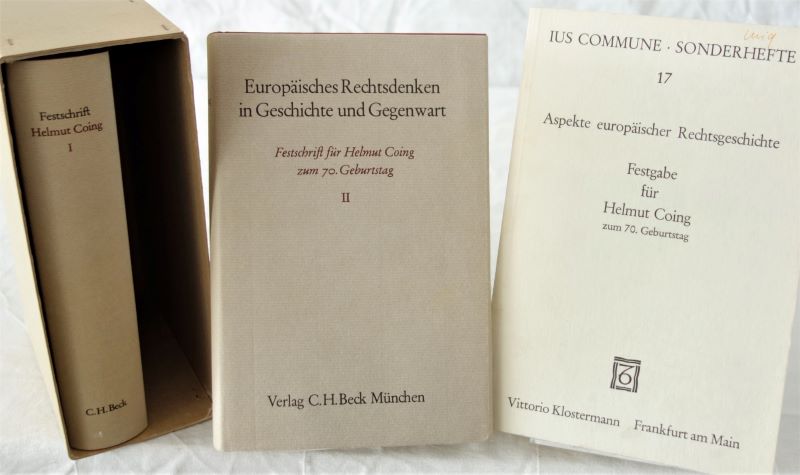 Festschrift
Helmut Coing
I
C.H.Beck
Europäisches Rechtsdenken
in Geschichte und Gegenwart
Festschrift für Helmut Coing
zum 70. Geburtstag
II
Verlag C.H.Beck München
IUS COMMUNE · SONDERHEFTE
17
Aspekte europäischer Rechtsgeschichte
Festgabe
für
Helmut Coing
zum 70. Geburtstag
Vittorio Klostermann Frankfurt am Main